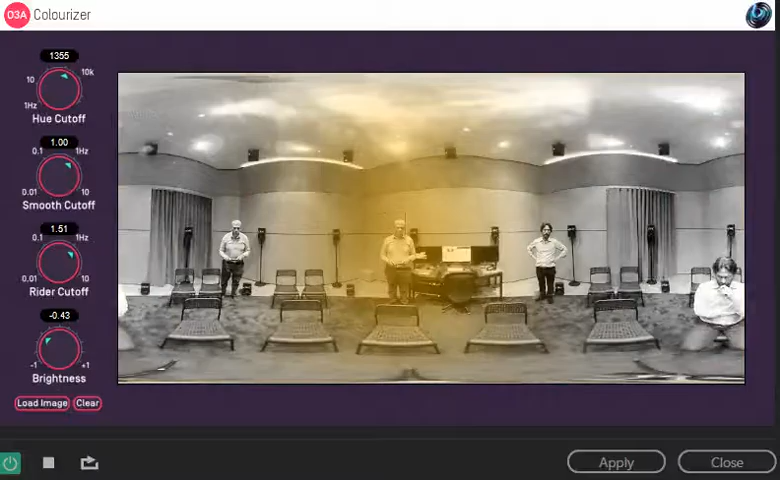 O3A Colourizer
1355
10 10k
1Hz
Hue Cutoff
1.00
0.1 1Hz
0.01 10
Smooth Cutoff
1.51
0.1 1Hz
0.01 10
Rider Cutoff
-0.43
-1 +1
Brightness
Load Image Clear
Apply Close